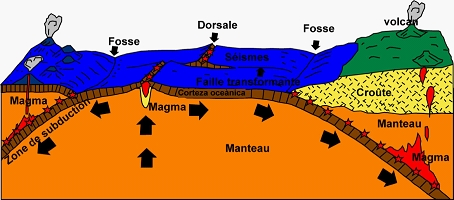 Dorsale
Fosse
Fosse
volcan
Séismes
Faille transformante
Corteza oceánica
Croûte
Magma
Magma
Zone de subduction
Manteau
Manteau
Magma